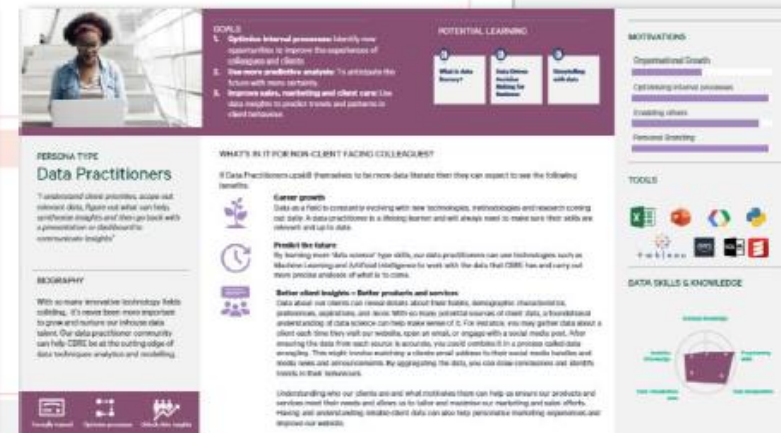 GOALS
1. Optimise internal processes: Identify new
opportunities to improve the experiences of
colleagues and clients
2. Use more predictive analysis: To anticipate the
future with more certainty
3. Improve sales, marketing and client care: Use
data insights to predict trends and patterns in
client behaviour
POTENTIAL LEARNING
What is data
literacy?
Data Driven
Decision
Making for
Business
Storytelling
with data
MOTIVATIONS
Organisational Growth
Optimising internal processes
Enabling others
Personal Branding
TOOLS
tableau
DATA SKILLS & KNOWLEDGE
PERSONA TYPE
Data Practitioners
"I understand client priorities, scope out
relevant data, figure out what can help,
synthesise insights and then go back with
a presentation or dashboard to
communicate insights"
BIOGRAPHY
With so many innovative technology fields
colliding, it's never been more important
to grow and nurture our inhouse data
talent. Our data practitioner community
can help CBRE be at the cutting edge of
data techniques analytics and modelling.
WHAT'S IN IT FOR NON-CLIENT FACING COLLEAGUES?
If Data Practitioners upskill themselves to be more data literate then they can expect to see the following
benefits:
Career growth
Data as a field is constantly evolving with new technologies, methodologies and research coming
out daily. A data practitioner is a lifelong learner and will always need to make sure their skills are
relevant and up to date.
Predict the future
By learning more 'data science' type skills, our data practitioners can use technologies such as
Machine Learning and Artificial Intelligence to work with the data that CBRE has and carry out
more precise analyses of what is to come.
Better client insights = Better products and services
Data about our clients can reveal details about their habits, demographic characteristics,
preferences, aspirations, and more. With so many potential sources of client data, a foundational
understanding of data science can help make sense of it. For instance, you may gather data about a
client each time they visit our website, open an email, or engage with a social media post. After
ensuring the data from each source is accurate, you could combine it in a process called data
wrangling. This might involve matching a clients email address to their social media handles and
media news and announcements. By aggregating the data, you can draw conclusions and identify
trends in their behaviours.
Understanding who our clients are and what motivates them can help us ensure our products and
services meet their needs and allows us to tailor and maximise our marketing and sales efforts.
Having and understanding reliable client data can also help personalise marketing experiences and
improve our website.